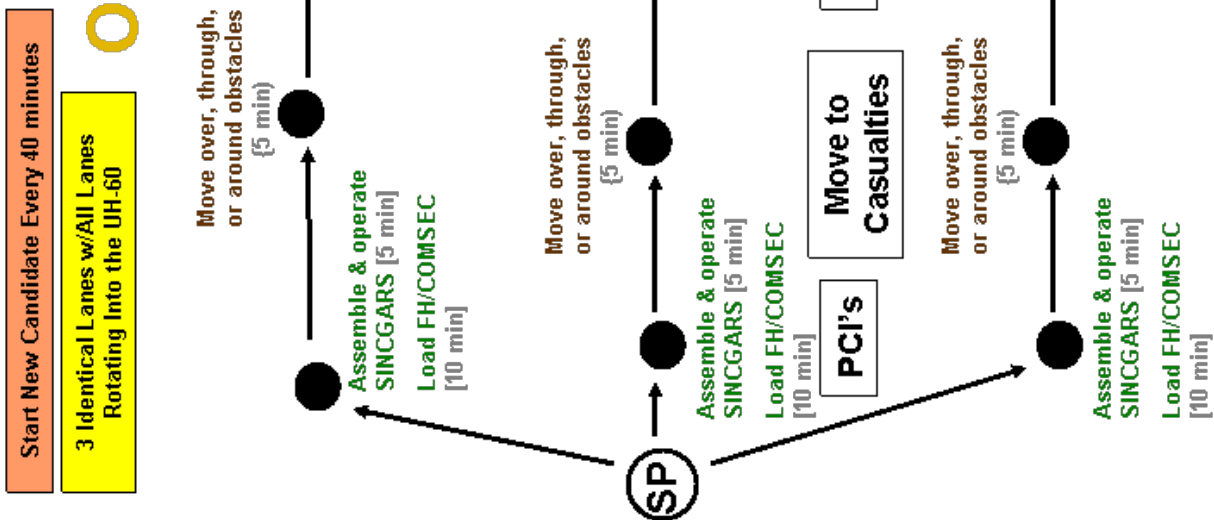 Start New Candidate Every 40 minutes
3 Identical Lanes w/All Lanes
Rotating Into the UH-60
O
Move over, through,
or around obstacles
{5 min)
Assemble & operate
SINCGARS [5 min]
Load FH/COMSEC
[10 min]
SP
Move over, through,
or around obstacles
{5 min)
Assemble & operate
SINCGARS [5 min]
Load FH/COMSEC
[10 min]
PCI's
Move to
Casualties
Move over, through,
or around obstacles
{5 min)
Assemble & operate
SINCGARS [5 min]
Load FH/COMSEC
[10 min]